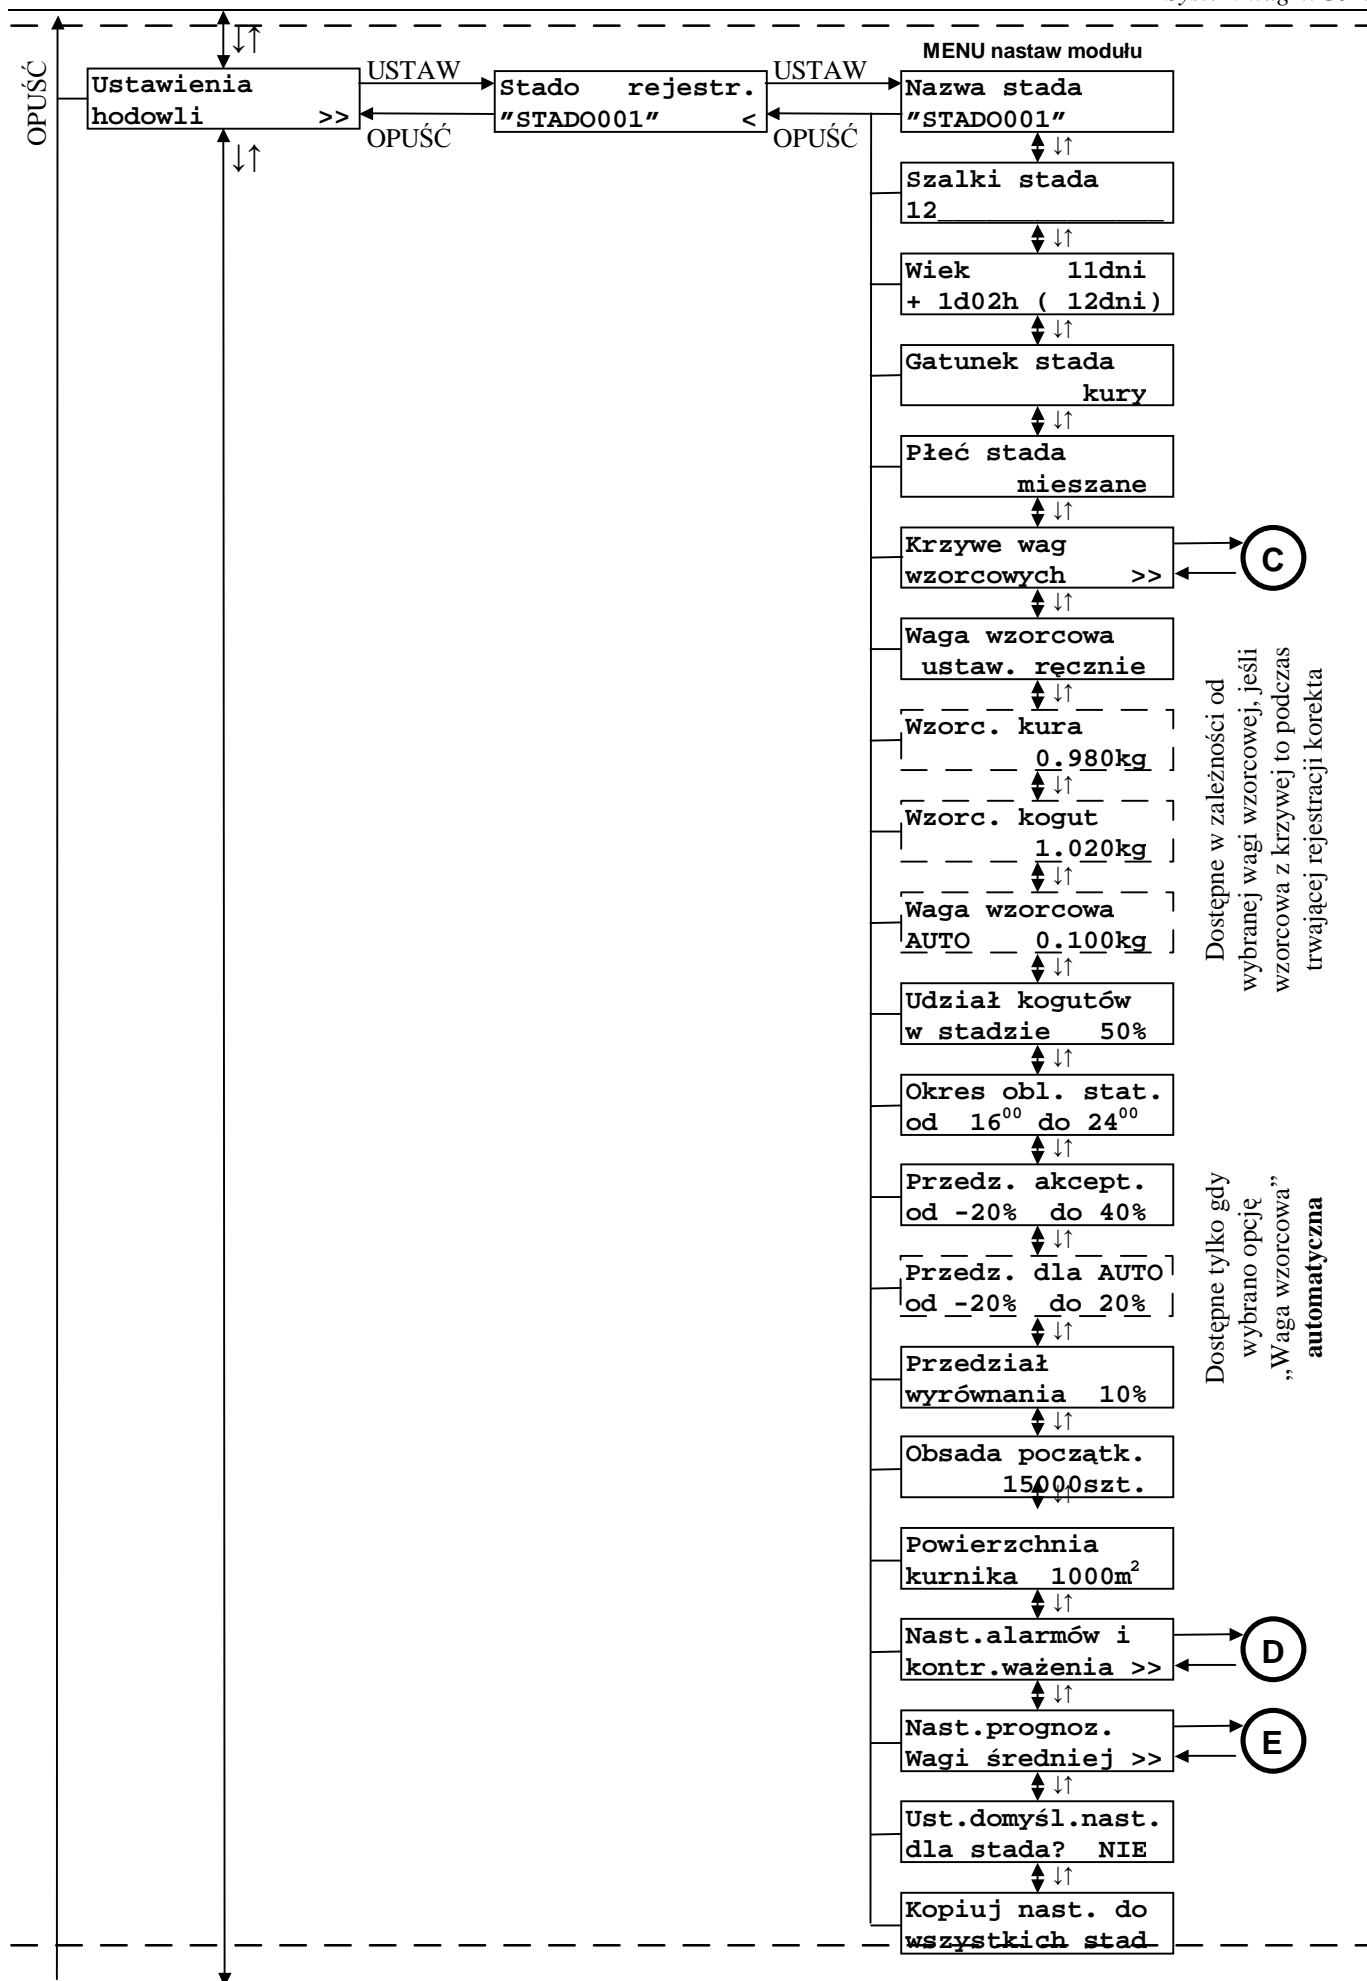 MENU nastaw modułu
OPUŚĆ
↓↑
Ustawienia
hodowli >>
↓↑
USTAW
OPUŚĆ
Stado rejestr.
"STADO001" <
USTAW
OPUŚĆ
Nazwa stada
"STADO001"
↓↑
Szalki stada
12______________
↓↑
Wiek 11dni
+ 1d02h ( 12dni)
↓↑
Gatunek stada
kury
↓↑
Płeć stada
mieszane
↓↑
Krzywe wag
wzorcowych >>
C
↓↑
Waga wzorcowa
ustaw. ręcznie
↓↑
Wzorc. kura
0.980kg
↓↑
Wzorc. kogut
1.020kg
↓↑
Waga wzorcowa
AUTO 0.100kg
↓↑
Dostępne w zależności od
wybranej wagi wzorcowej, jeśli
wzorcowa z krzywej to podczas
trwającej rejestracji korekta
Udział kogutów
w stadzie 50%
↓↑
Okres obl. stat.
od 16⁰⁰ do 24⁰⁰
↓↑
Przedz. akcept.
od -20% do 40%
↓↑
Przedz. dla AUTO
od -20% do 20%
↓↑
Dostępne tylko gdy
wybrano opcję
„Waga wzorcowa”
automatyczna
Przedział
wyrównania 10%
↓↑
Obsada początk.
15000szt.
↓↑
Powierzchnia
kurnika 1000m²
↓↑
Nast.alarmów i
kontr.ważenia >>
D
↓↑
Nast.prognoz.
Wagi średniej >>
E
↓↑
Ust.domyśl.nast.
dla stada? NIE
↓↑
Kopiuj nast. do
wszystkich stad